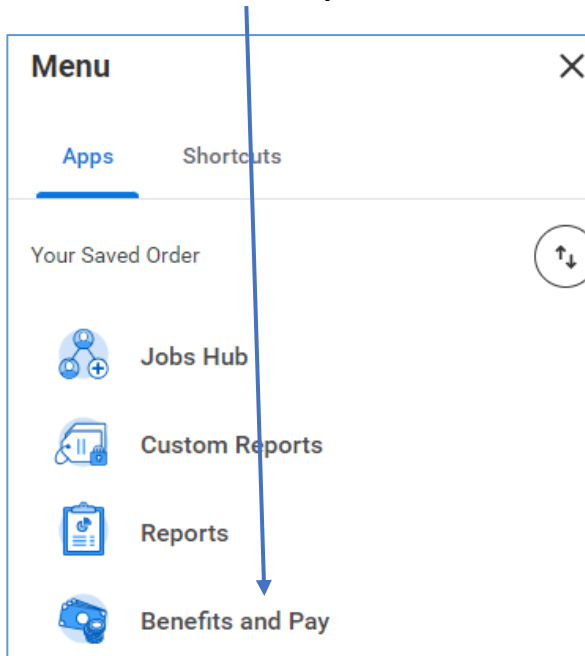 Menu
Apps Shortcuts
Your Saved Order
Jobs Hub
Custom Reports
Reports
Benefits and Pay